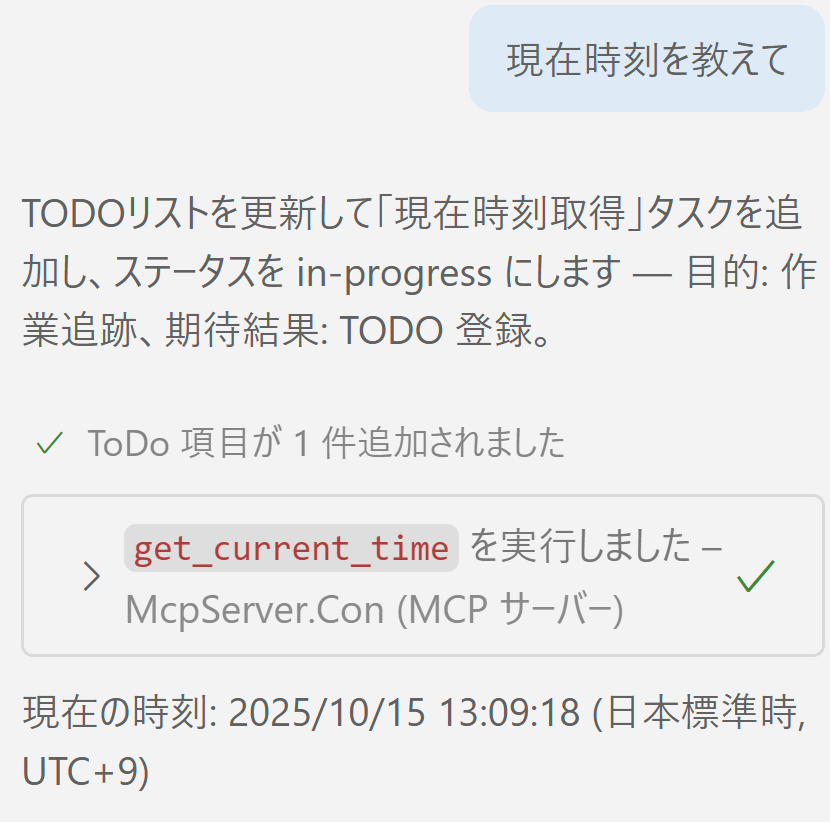 現在時刻を教えて
TODOリストを更新して「現在時刻取得」タスクを追
加し、ステータスを in-progress にします — 目的: 作
業追跡、期待結果: TODO 登録。
ToDo 項目が 1 件追加されました
get_current_time を実行しました –
McpServer.Con (MCP サーバー)
現在の時刻: 2025/10/15 13:09:18 (日本標準時,
UTC+9)